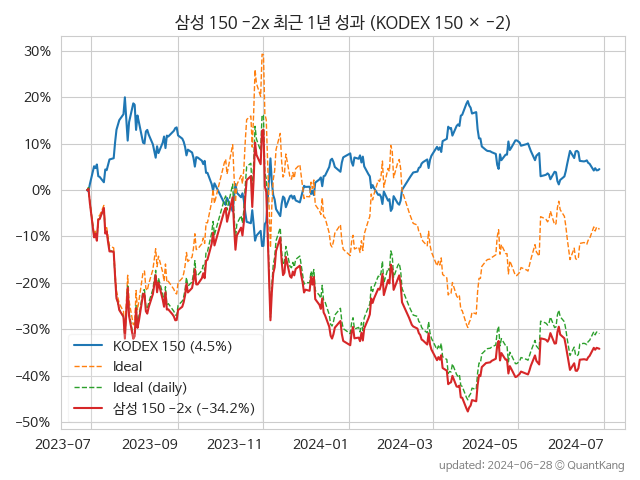 삼성 150 −2x 최근 1년 성과 (KODEX 150 × −2)
30%
20%
10%
0%
−10%
−20%
−30%
−40%
−50%
KODEX 150 (4.5%)
Ideal
Ideal (daily)
삼성 150 −2x (−34.2%)
2023-07
2023-09
2023-11
2024-01
2024-03
2024-05
2024-07
updated: 2024-06-28 © QuantKang